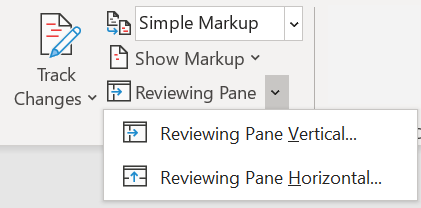 Simple Markup
Show Markup
Track
Changes
Reviewing Pane
Reviewing Pane Vertical...
Reviewing Pane Horizontal...